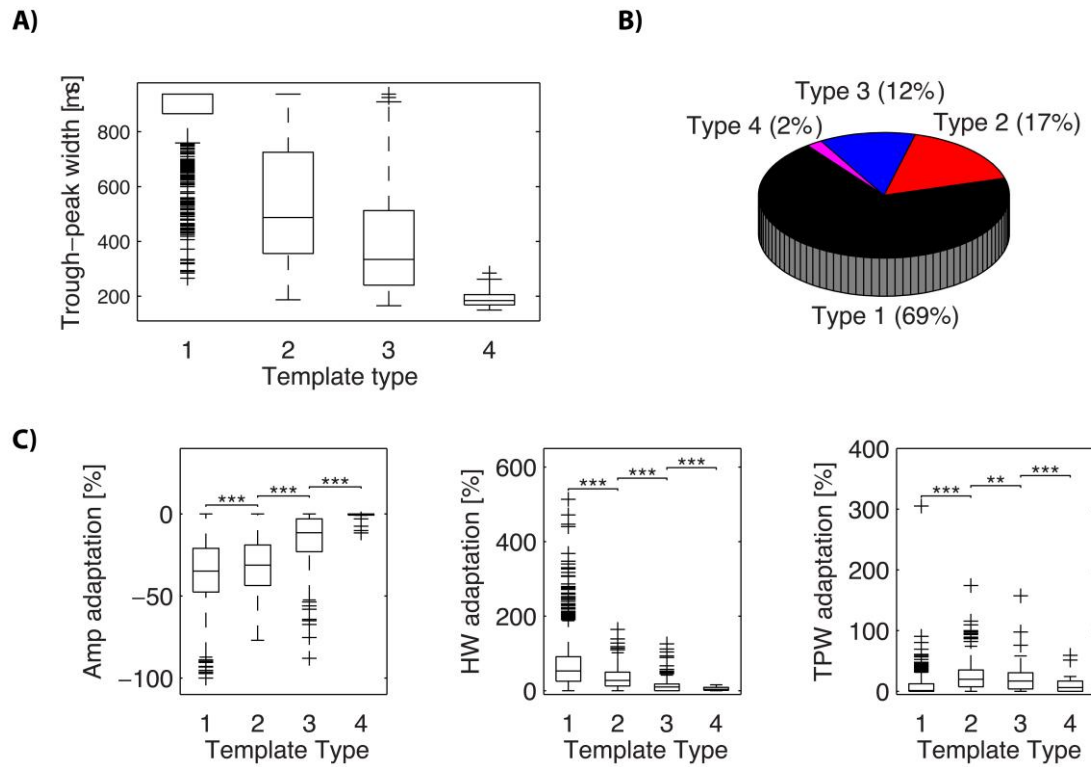 A)
Trough-peak width [ms]
800
600
400
200
1 2 3 4
Template type
B)
Type 3 (12%)
Type 4 (2%)
Type 2 (17%)
Type 1 (69%)
C)
Amp adaptation [%]
0
−50
−100
*** *** ***
1 2 3 4
Template Type
HW adaptation [%]
600
400
200
0
*** *** ***
1 2 3 4
Template Type
TPW adaptation [%]
400
300
200
100
0
*** ** ***
1 2 3 4
Template Type